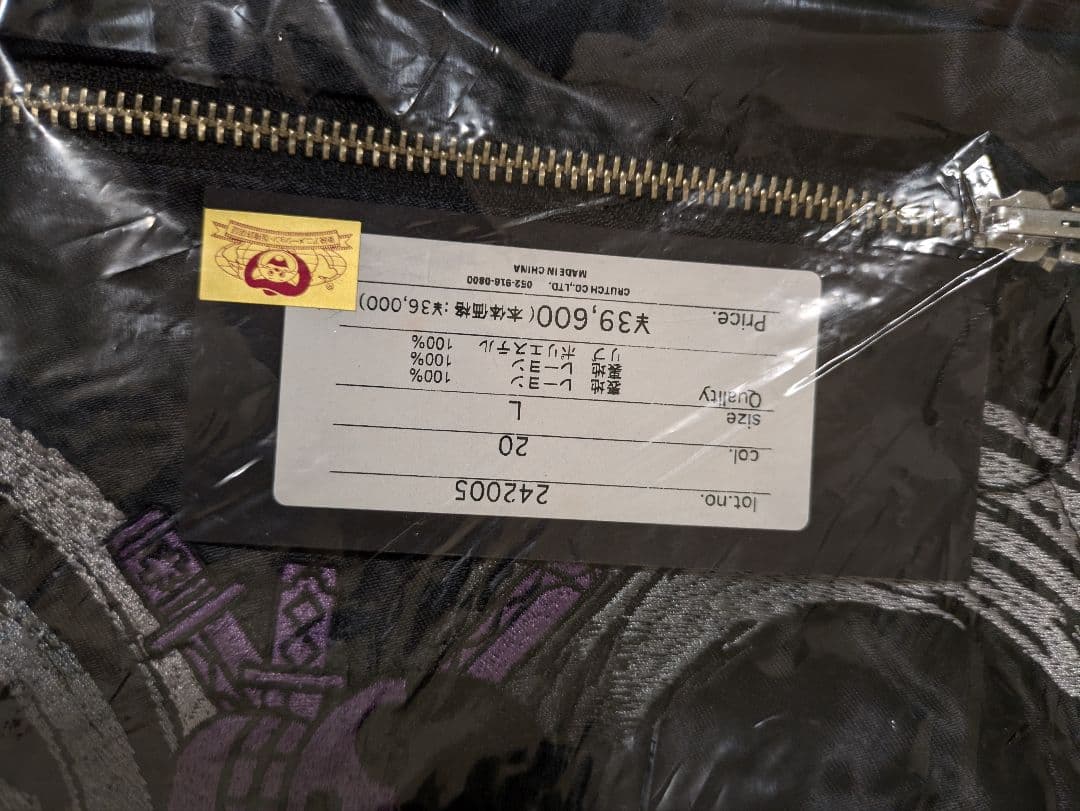 lot.no. 242005
col. 20
size L
Quality
表地 レーヨン 100%
裏地 レーヨン 100%
リブ ポリエステル 100%
Price. ¥39,600(本体価格:¥36,000)
CRUTCH CO.,LTD. 052-916-0800
MADE IN CHINA